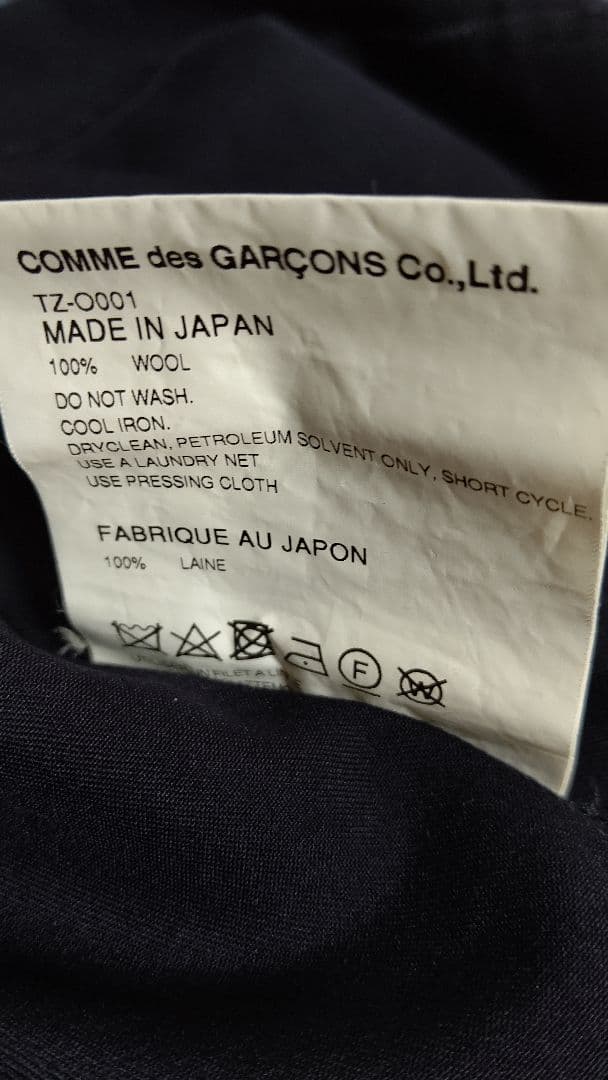 COMME des GARÇONS Co.,Ltd.
TZ-O001
MADE IN JAPAN
100% WOOL
DO NOT WASH.
COOL IRON.
DRYCLEAN, PETROLEUM SOLVENT ONLY, SHORT CYCLE.
USE A LAUNDRY NET
USE PRESSING CLOTH
FABRIQUE AU JAPON
100% LAINE
F W